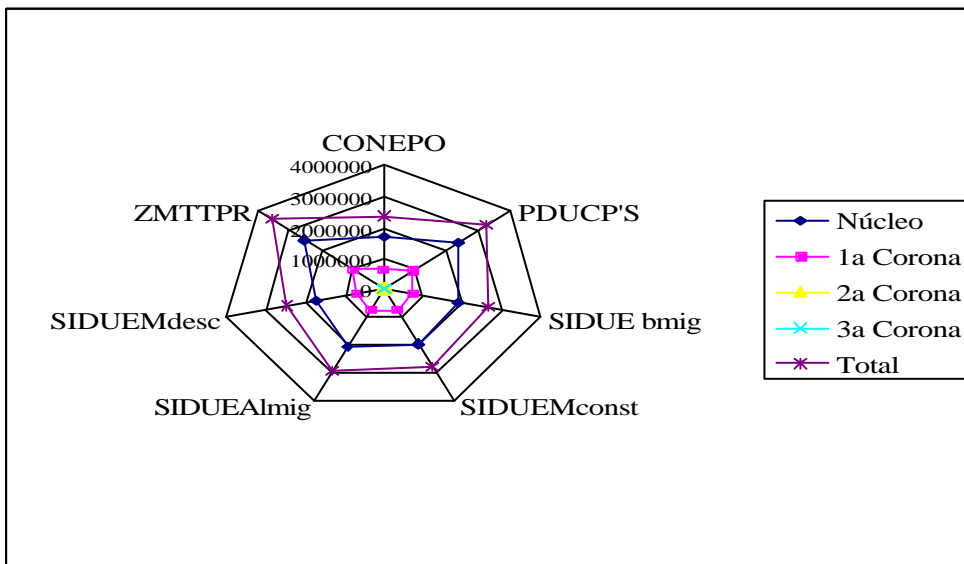 CONEPO
4000000
3000000
2000000
1000000
0
ZMTTPR
PDUCP'S
SIDUEMdesc
SIDUE bmig
SIDUEAlmig
SIDUEMconst
Núcleo
1a Corona
2a Corona
3a Corona
Total